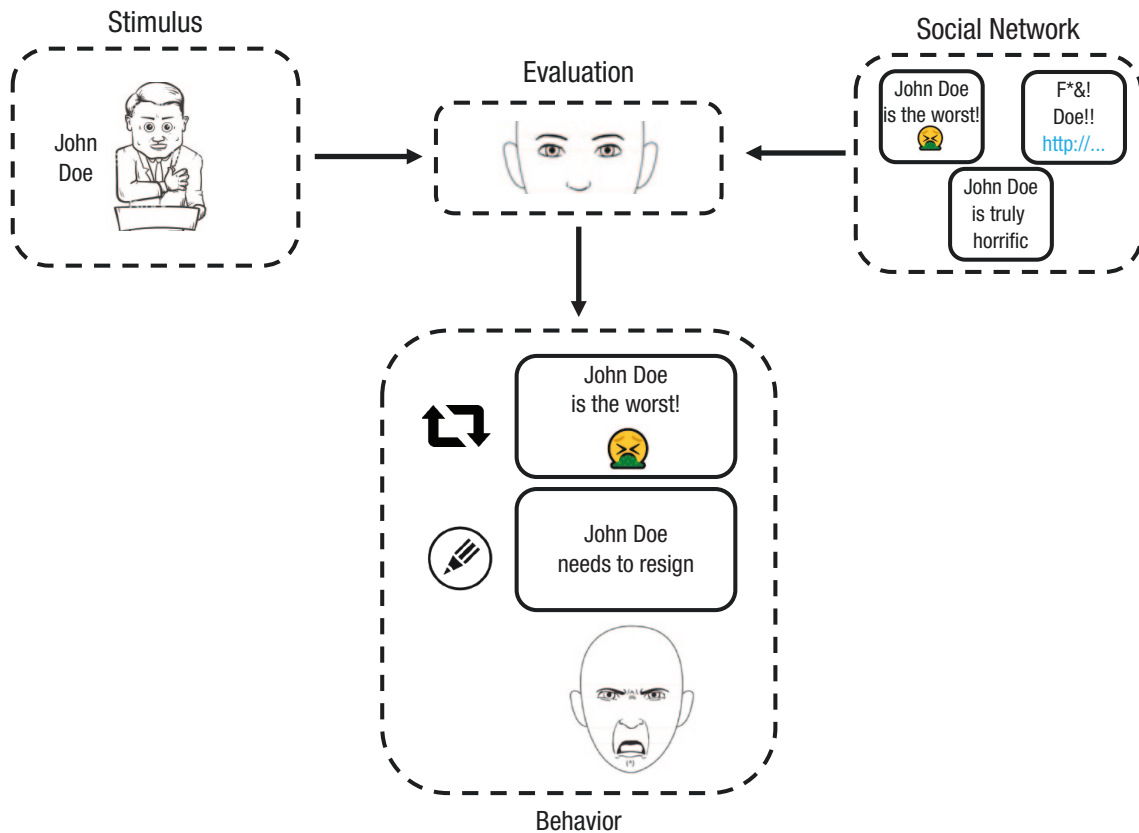 Stimulus
John
Doe
Evaluation
Social Network
John Doe
is the worst!
F*&!
Doe!!
http://...
John Doe
is truly
horrific
John Doe
is the worst!
John Doe
needs to resign
Behavior